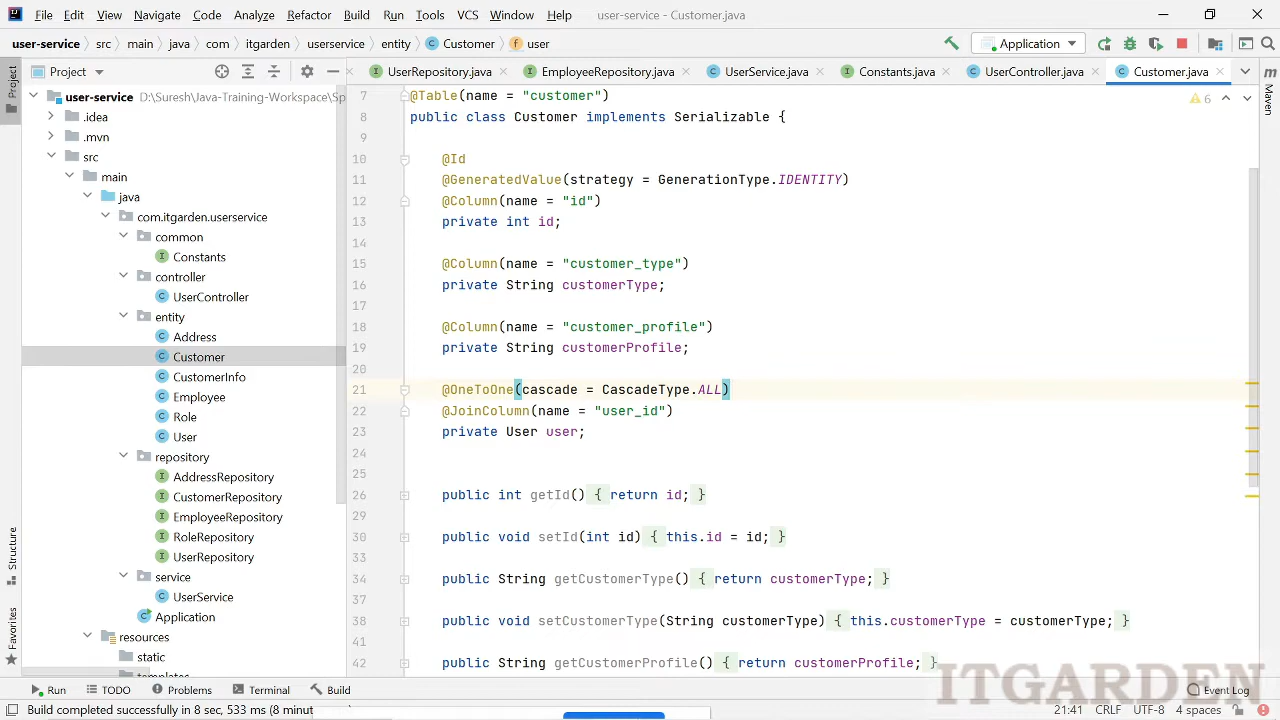 File Edit View Navigate Code Analyze Refactor Build Run Tools VCS Window Help user-service - Customer.java
user-service src main java com itgarden userservice entity Customer user Application
Project UserRepository.java EmployeeRepository.java UserService.java Constants.java UserController.java Customer.java
Project
Maven
Structure
Favorites
user-service D:\Suresh\Java-Training-Workspace\Sp
.idea
.mvn
src
main
java
com.itgarden.userservice
common
Constants
controller
UserController
entity
Address
Customer
CustomerInfo
Employee
Role
User
repository
AddressRepository
CustomerRepository
EmployeeRepository
RoleRepository
UserRepository
service
UserService
Application
resources
static
templates
6
7 @Table(name = "customer")
8 public class Customer implements Serializable {
9
10 @Id
11 @GeneratedValue(strategy = GenerationType.IDENTITY)
12 @Column(name = "id")
13 private int id;
14
15 @Column(name = "customer_type")
16 private String customerType;
17
18 @Column(name = "customer_profile")
19 private String customerProfile;
20
21 @OneToOne(cascade = CascadeType.ALL)
22 @JoinColumn(name = "user_id")
23 private User user;
24
25
26 public int getId() { return id; }
29
30 public void setId(int id) { this.id = id; }
33
34 public String getCustomerType() { return customerType; }
37
38 public void setCustomerType(String customerType) { this.customerType = customerType; }
41
42 public String getCustomerProfile() { return customerProfile; }
ITGARDEN
Run TODO Problems Terminal Build Event Log
Build completed successfully in 8 sec, 533 ms (8 minut 21:41 CRLF UTF-8 4 spaces